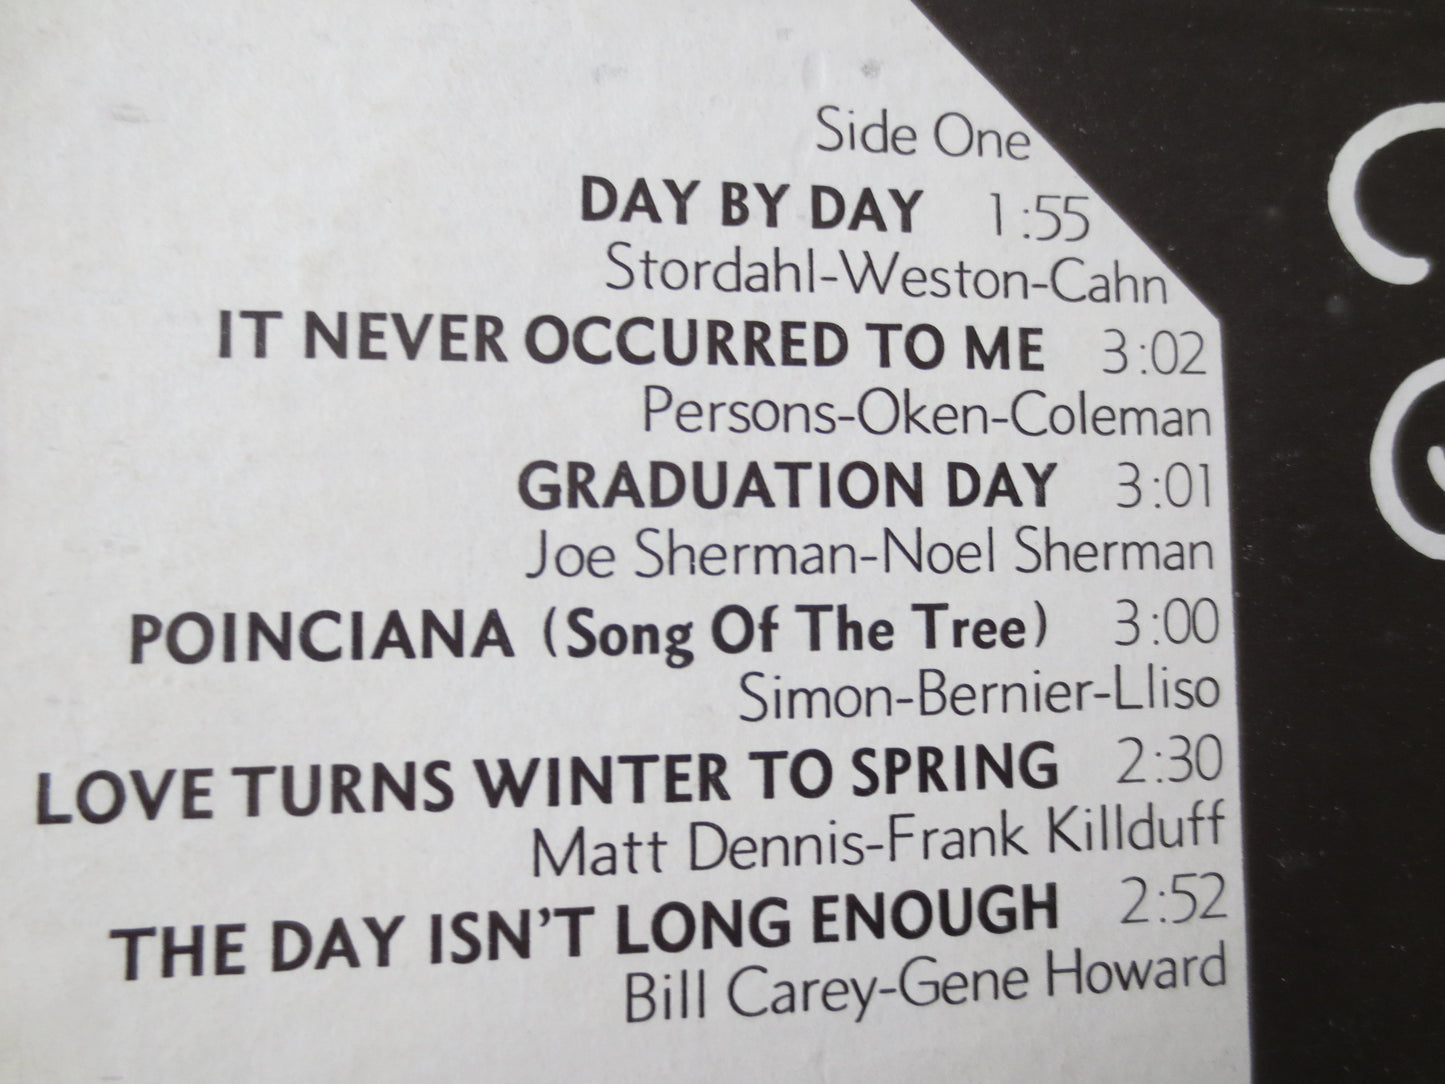 Side One
DAY BY DAY 1:55
Stordahl-Weston-Cahn
IT NEVER OCCURRED TO ME 3:02
Persons-Oken-Coleman
GRADUATION DAY 3:01
Joe Sherman-Noel Sherman
POINCIANA (Song Of The Tree) 3:00
Simon-Bernier-Lliso
LOVE TURNS WINTER TO SPRING 2:30
Matt Dennis-Frank Killduff
THE DAY ISN'T LONG ENOUGH 2:52
Bill Carey-Gene Howard